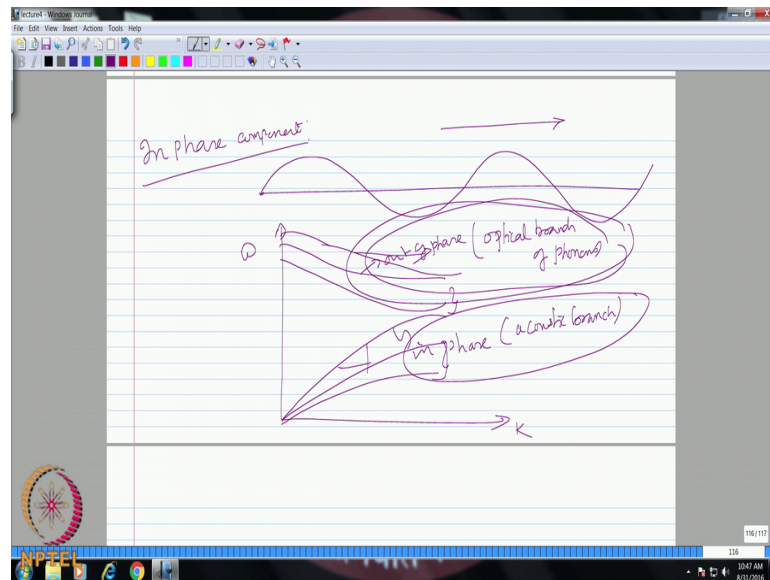 lecture4 - Windows Journal
File Edit View Insert Actions Tools Help
In phase component:
ω
out of phase (optical branch
of phonons)
in phase (acoustic branch)
K
116/117
116
NPTEL
10:47 AM
8/31/2016